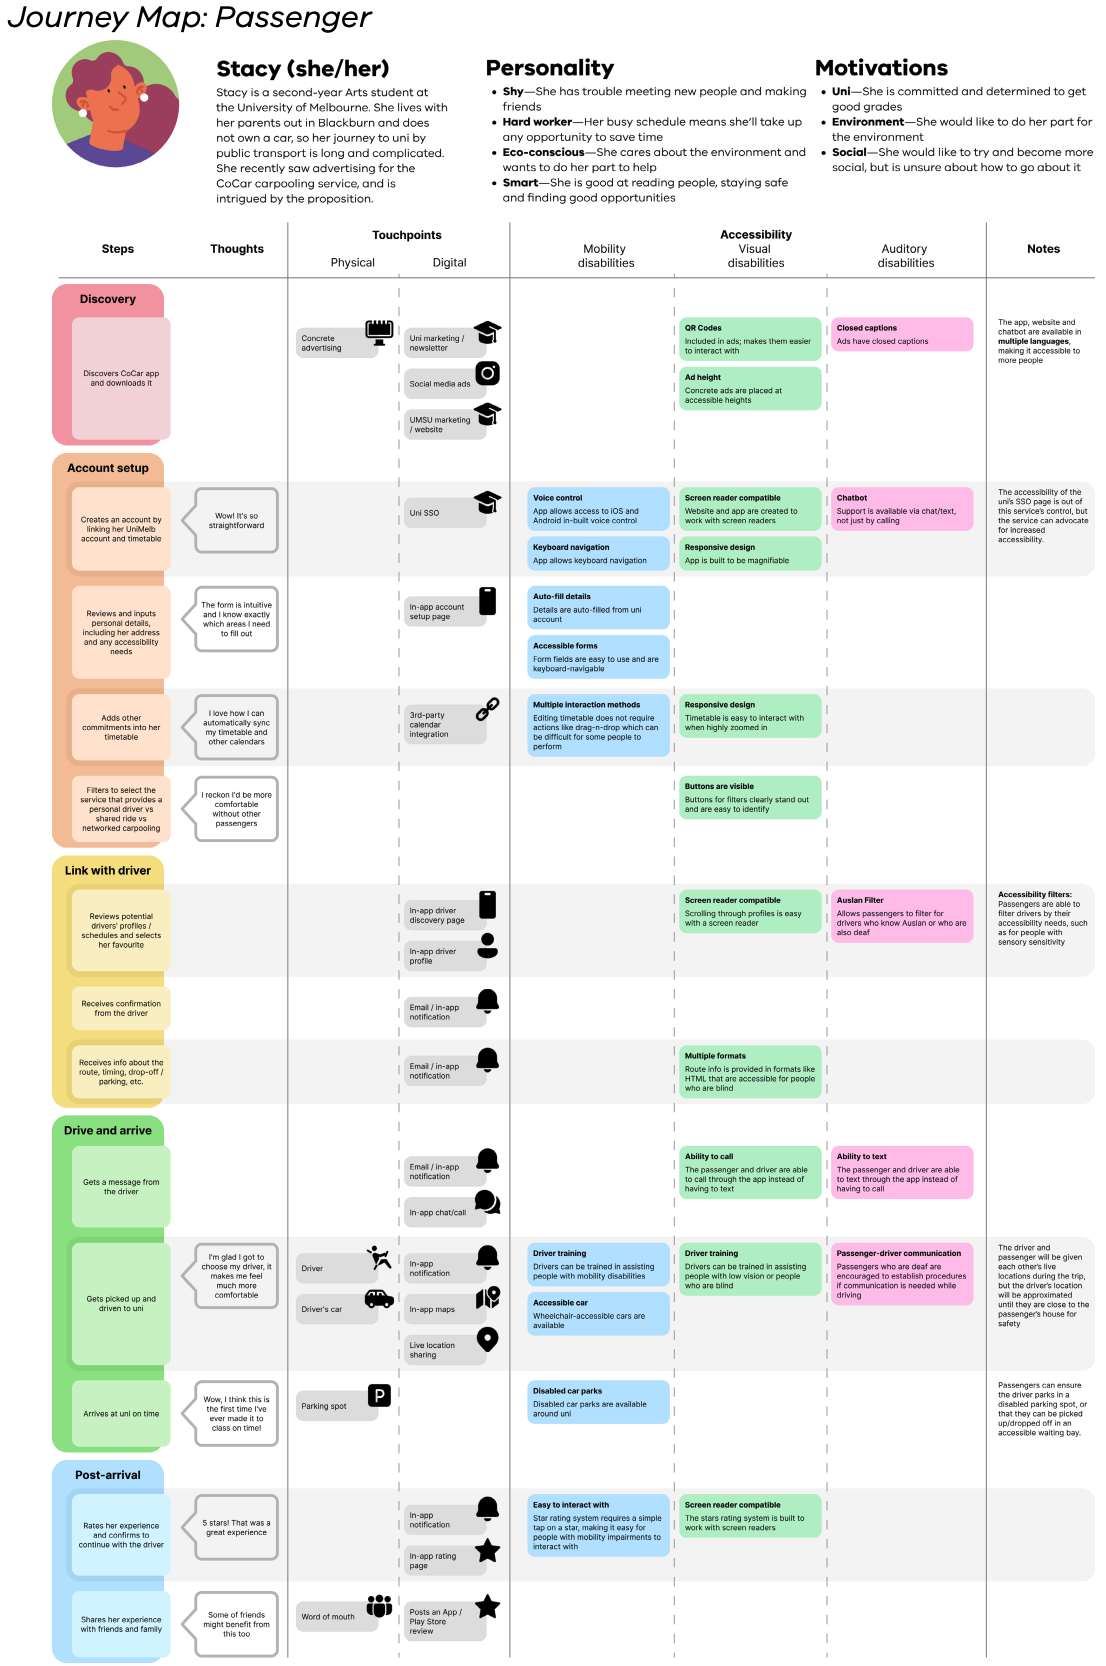 Journey Map: Passenger
Stacy (she/her)
Stacy is a second-year Arts student at
the University of Melbourne. She lives with
her parents out in Blackburn and does
not own a car, so her journey to uni by
public transport is long and complicated.
She recently saw advertising for the
CoCar carpooling service, and is
intrigued by the proposition.
Personality
• Shy—She has trouble meeting new people and making
friends
• Hard worker—Her busy schedule means she'll take up
any opportunity to save time
• Eco-conscious—She cares about the environment and
wants to do her part to help
• Smart—She is good at reading people, staying safe
and finding good opportunities
Motivations
• Uni—She is committed and determined to get
good grades
• Environment—She would like to do her part for
the environment
• Social—She would like to try and become more
social, but is unsure about how to go about it
Steps
Thoughts
Touchpoints
Physical
Digital
Accessibility
Mobility
disabilities
Visual
disabilities
Auditory
disabilities
Notes
Discovery
Discovers CoCar app
and downloads it
Concrete
advertising
Uni marketing /
newsletter
Social media ads
UMSU marketing
/ website
QR Codes
Included in ads; makes them easier
to interact with
Ad height
Concrete ads are placed at
accessible heights
Closed captions
Ads have closed captions
The app, website and
chatbot are available in
multiple languages,
making it accessible to
more people
Account setup
Creates an account by
linking her UniMelb
account and timetable
Wow! It's so
straightforward
Uni SSO
Voice control
App allows access to iOS and
Android in-built voice control
Keyboard navigation
App allows keyboard navigation
Screen reader compatible
Website and app are created to
work with screen readers
Responsive design
App is built to be magnifiable
Chatbot
Support is available via chat/text,
not just by calling
The accessibility of the
uni's SSO page is out of
this service's control, but
the service can advocate
for increased
accessibility.
Reviews and inputs
personal details,
including her address
and any accessibility
needs
The form is intuitive
and I know exactly
which areas I need
to fill out
In-app account
setup page
Auto-fill details
Details are auto-filled from uni
account
Accessible forms
Form fields are easy to use and are
keyboard-navigable
Adds other
commitments into her
timetable
I love how I can
automatically sync
my timetable and
other calendars
3rd-party
calendar
integration
Multiple interaction methods
Editing timetable does not require
actions like drag-n-drop which can
be difficult for some people to
perform
Responsive design
Timetable is easy to interact with
when highly zoomed in
Filters to select the
service that provides a
personal driver vs
shared ride vs
networked carpooling
I reckon I'd be more
comfortable
without other
passengers
Buttons are visible
Buttons for filters clearly stand out
and are easy to identify
Link with driver
Reviews potential
drivers' profiles /
schedules and selects
her favourite
In-app driver
discovery page
In-app driver
profile
Screen reader compatible
Scrolling through profiles is easy
with a screen reader
Auslan Filter
Allows passengers to filter for
drivers who know Auslan or who are
also deaf
Accessibility filters:
Passengers are able to
filter drivers by their
accessibility needs, such
as for people with
sensory sensitivity
Receives confirmation
from the driver
Email / in-app
notification
Receives info about the
route, timing, drop-off /
parking, etc.
Email / in-app
notification
Multiple formats
Route info is provided in formats like
HTML that are accessible for people
who are blind
Drive and arrive
Gets a message from
the driver
Email / in-app
notification
In-app chat/call
Ability to call
The passenger and driver are able
to call through the app instead of
having to text
Ability to text
The passenger and driver are able
to text through the app instead of
having to call
Gets picked up and
driven to uni
I'm glad I got to
choose my driver, it
makes me feel
much more
comfortable
Driver
Driver's car
In-app
notification
In-app maps
Live location
sharing
Driver training
Drivers can be trained in assisting
people with mobility disabilities
Accessible car
Wheelchair-accessible cars are
available
Driver training
Drivers can be trained in assisting
people with low vision or people
who are blind
Passenger-driver communication
Passengers who are deaf are
encouraged to establish procedures
if communication is needed while
driving
The driver and
passenger will be given
each other's live
locations during the trip,
but the driver's location
will be approximated
until they are close to the
passenger's house for
safety
Arrives at uni on time
Wow, I think this is
the first time I've
ever made it to
class on time!
Parking spot
P
Disabled car parks
Disabled car parks are available
around uni
Passengers can ensure
the driver parks in a
disabled parking spot, or
that they can be picked
up/dropped off in an
accessible waiting bay.
Post-arrival
Rates her experience
and confirms to
continue with the driver
5 stars! That was a
great experience
In-app
notification
In-app rating
page
Easy to interact with
Star rating system requires a simple
tap on a star, making it easy for
people with mobility impairments to
interact with
Screen reader compatible
The stars rating system is built to
work with screen readers
Shares her experience
with friends and family
Some of friends
might benefit from
this too
Word of mouth
Posts an App /
Play Store
review